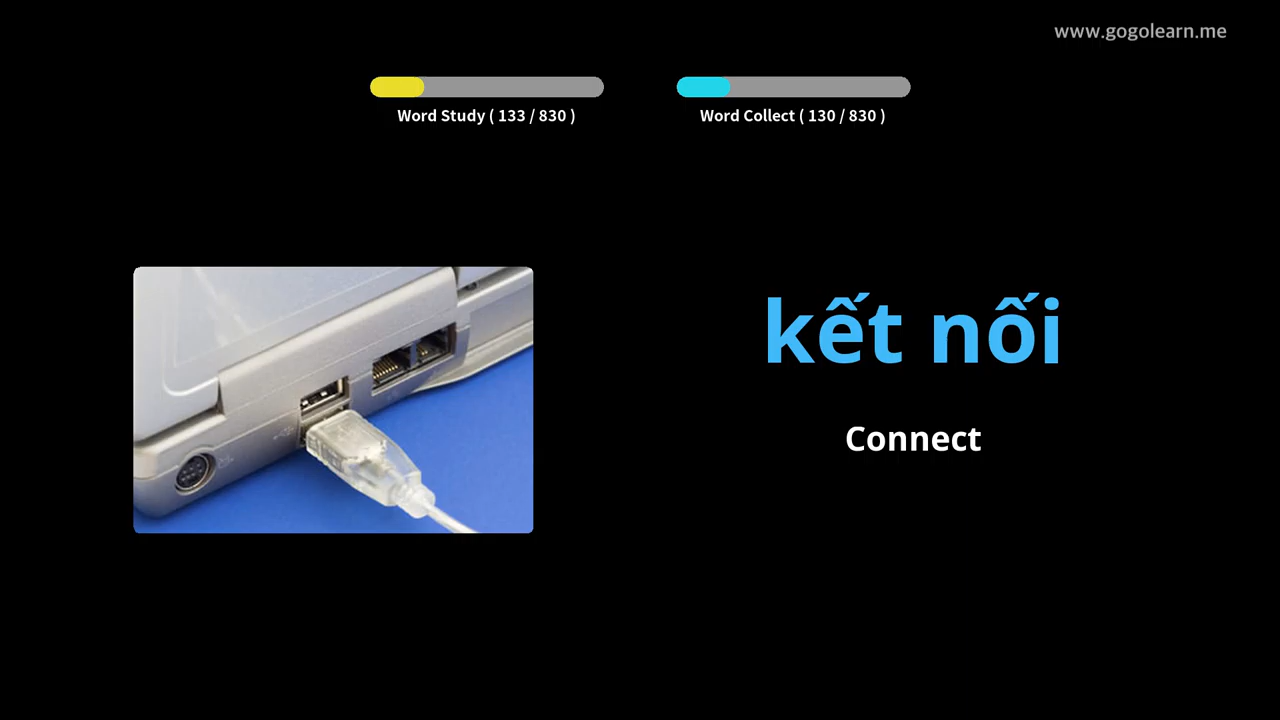 www.gogolearn.me
Word Study ( 133 / 830 )
Word Collect ( 130 / 830 )
kết nối
Connect